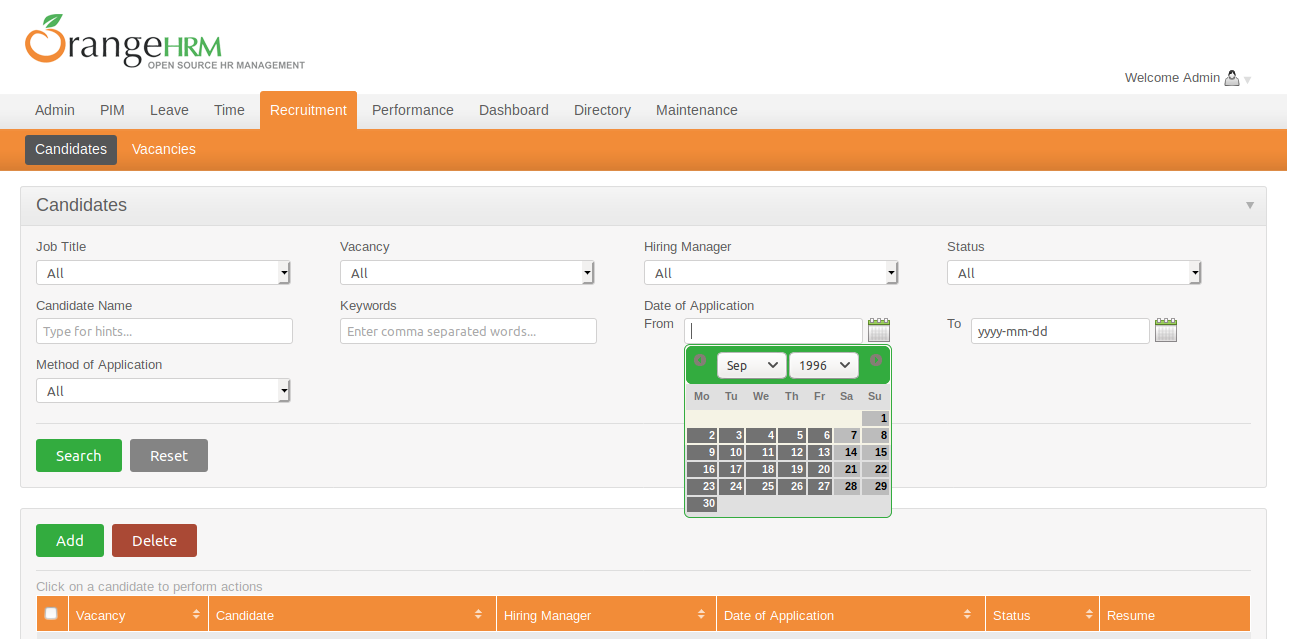 OrangeHRM
OPEN SOURCE HR MANAGEMENT
Welcome Admin
Admin PIM Leave Time Recruitment Performance Dashboard Directory Maintenance
Candidates Vacancies
Candidates
Job Title Vacancy Hiring Manager Status
All All All All
Candidate Name Keywords Date of Application
From To
Type for hints... Enter comma separated words... yyyy-mm-dd
Method of Application
All
Sep 1996
Mo Tu We Th Fr Sa Su
1
2 3 4 5 6 7 8
9 10 11 12 13 14 15
16 17 18 19 20 21 22
23 24 25 26 27 28 29
30
Search Reset
Add Delete
Click on a candidate to perform actions
Vacancy Candidate Hiring Manager Date of Application Status Resume